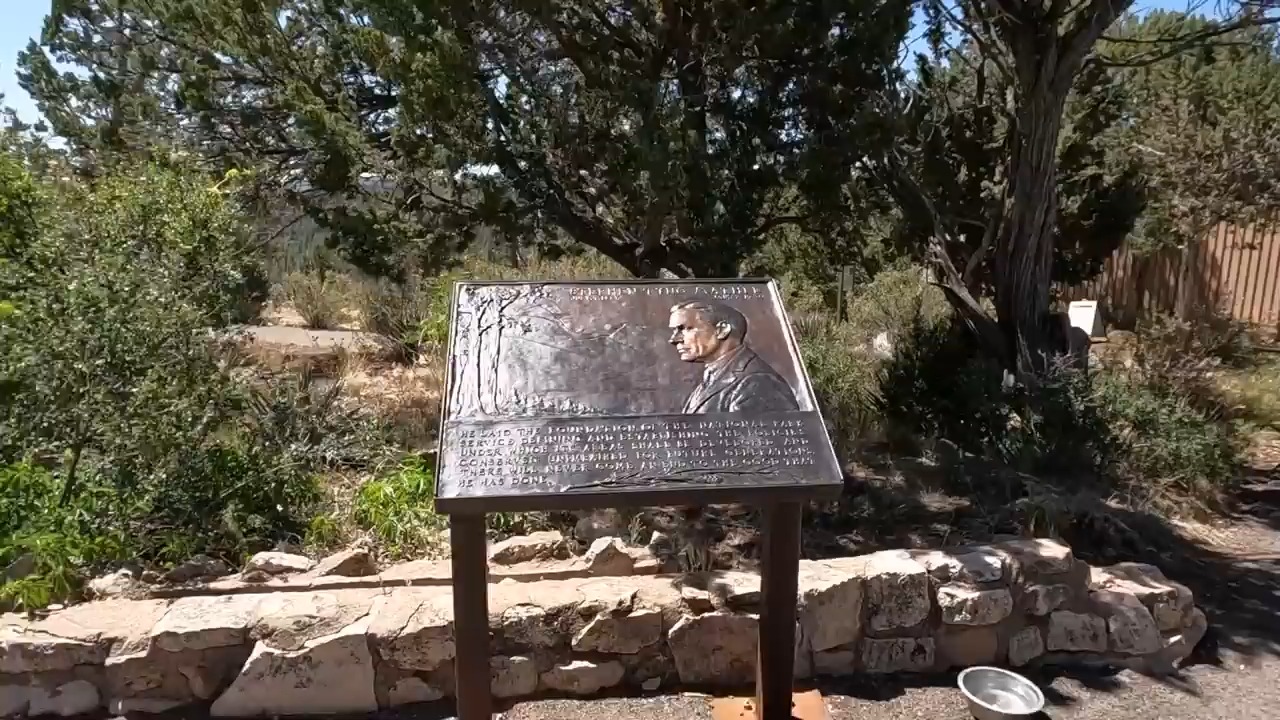 STEPHEN TYNG MATHER
HE LAID THE FOUNDATION OF THE NATIONAL PARK
SERVICE DEFINING AND ESTABLISHING THE POLICIES
UNDER WHICH ITS AREAS SHALL BE DEVELOPED AND
CONSERVED UNIMPAIRED FOR FUTURE GENERATIONS.
THERE WILL NEVER COME AN END TO THE GOOD THAT
HE HAS DONE.